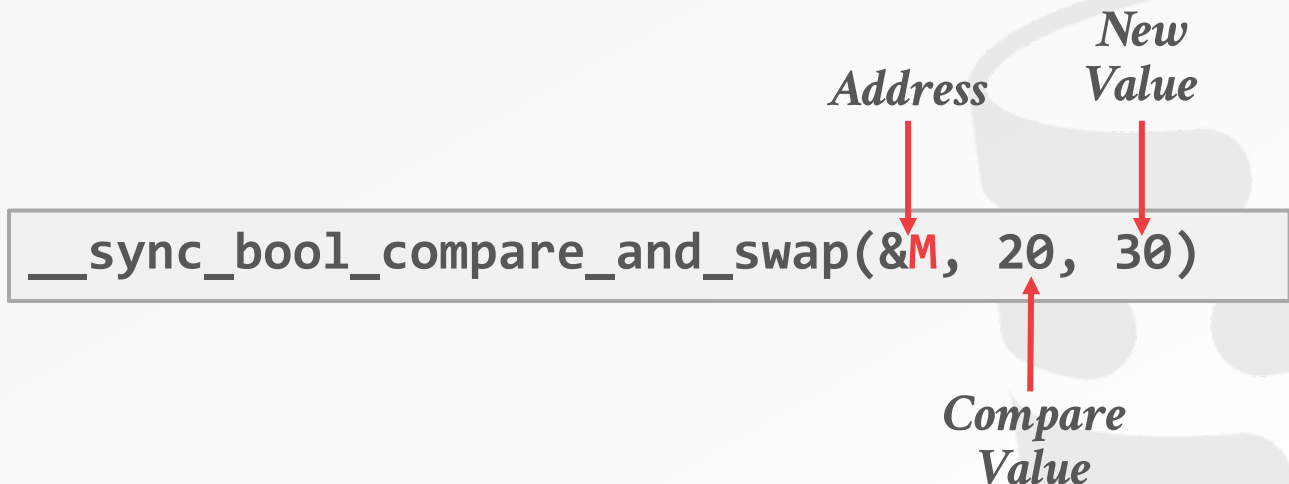 New
Value
Address
__sync_bool_compare_and_swap(&M, 20, 30)
Compare
Value